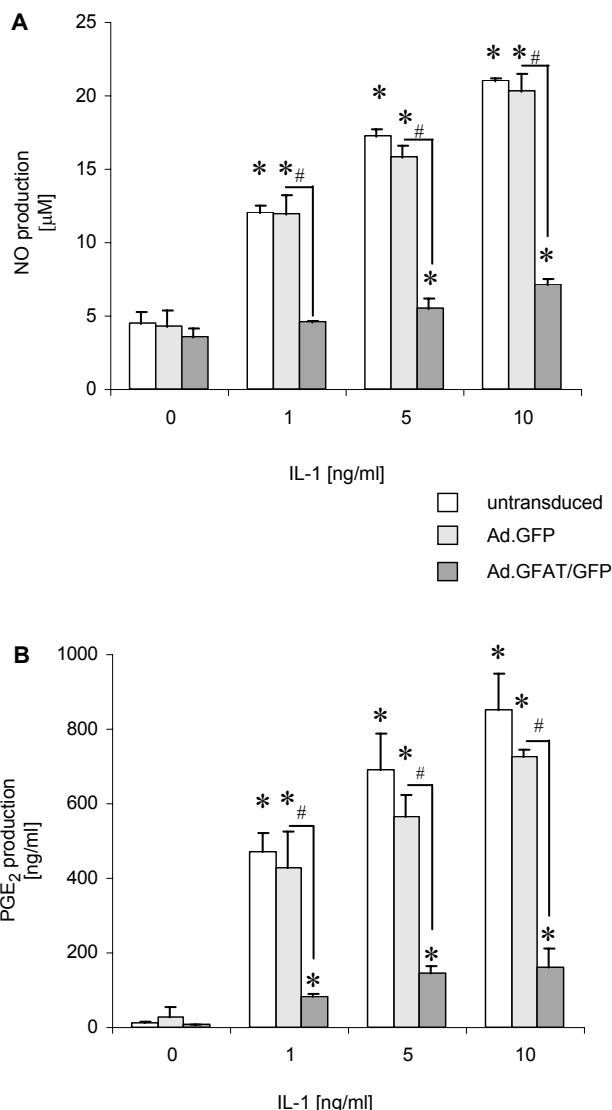 A
25
* *
#
20
*
*
#
15
* *
#
NO production
[µM]
10
*
*
5
0
0 1 5 10
IL-1 [ng/ml]
untransduced
Ad.GFP
Ad.GFAT/GFP
B
1000
*
*
*
800
*
#
#
600
* *
#
PGE2 production
[ng/ml]
400
200
*
*
*
0
0 1 5 10
IL-1 [ng/ml]